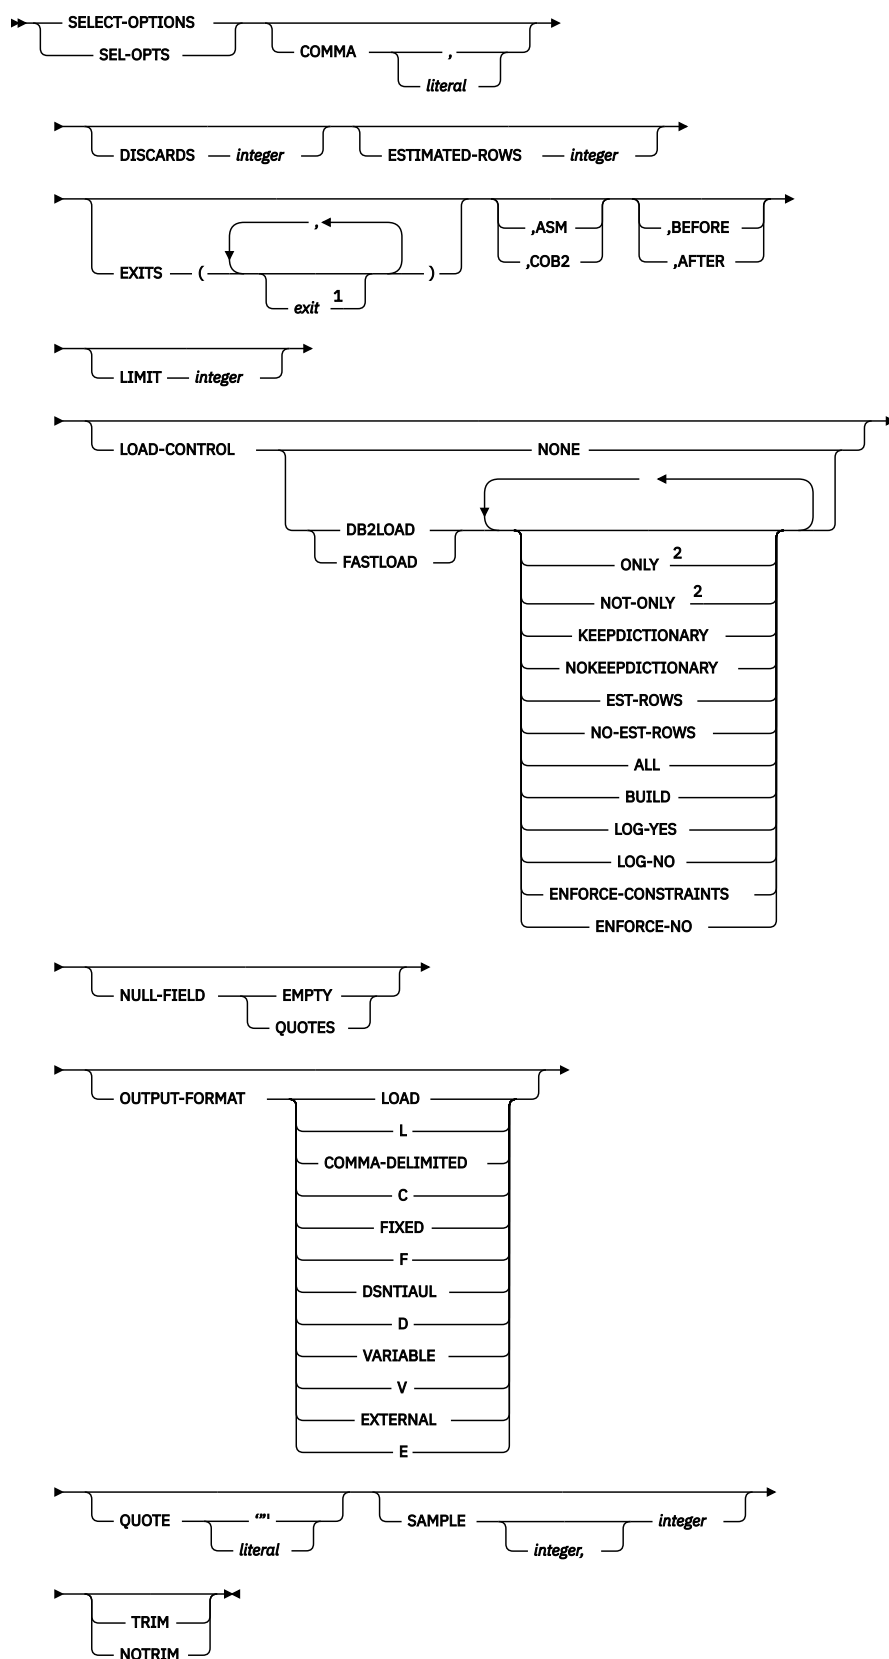 SELECT-OPTIONS
SEL-OPTS
COMMA ,
literal
DISCARDS integer ESTIMATED-ROWS integer
,
,ASM ,BEFORE
,COB2 ,AFTER
EXITS ( )
exit 1
LIMIT integer
LOAD-CONTROL NONE
DB2LOAD
FASTLOAD
ONLY 2
NOT-ONLY 2
KEEPDICTIONARY
NOKEEPDICTIONARY
EST-ROWS
NO-EST-ROWS
ALL
BUILD
LOG-YES
LOG-NO
ENFORCE-CONSTRAINTS
ENFORCE-NO
NULL-FIELD EMPTY
QUOTES
OUTPUT-FORMAT LOAD
L
COMMA-DELIMITED
C
FIXED
F
DSNTIAUL
D
VARIABLE
V
EXTERNAL
E
QUOTE ‘”' SAMPLE integer
literal integer,
TRIM
NOTRIM